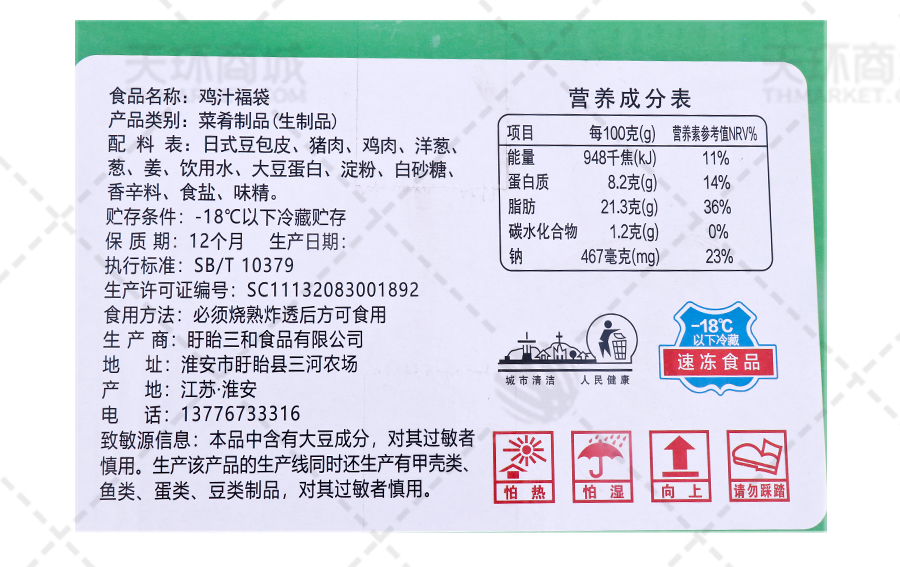 天环商城
THMARKET.COM
食品名称：鸡汁福袋
产品类别：菜肴制品(生制品)
配 料 表：日式豆包皮、猪肉、鸡肉、洋葱、
葱、姜、饮用水、大豆蛋白、淀粉、白砂糖、
香辛料、食盐、味精。
贮存条件：-18℃以下冷藏贮存
保 质 期：12个月 生产日期：
执行标准：SB/T 10379
生产许可证编号：SC11132083001892
食用方法：必须烧熟炸透后方可食用
生 产 商：盱眙三和食品有限公司
地 址：淮安市盱眙县三河农场
产 地：江苏·淮安
电 话：13776733316
致敏源信息：本品中含有大豆成分，对其过敏者
慎用。生产该产品的生产线同时还生产有甲壳类、
鱼类、蛋类、豆类制品，对其过敏者慎用。
营养成分表
项目 每100克(g) 营养素参考值NRV%
能量 948千焦(kJ) 11%
蛋白质 8.2克(g) 14%
脂肪 21.3克(g) 36%
碳水化合物 1.2克(g) 0%
钠 467毫克(mg) 23%
城市清洁 人民健康
-18℃
以下冷藏
速冻食品
怕热 怕湿 向上 请勿踩踏